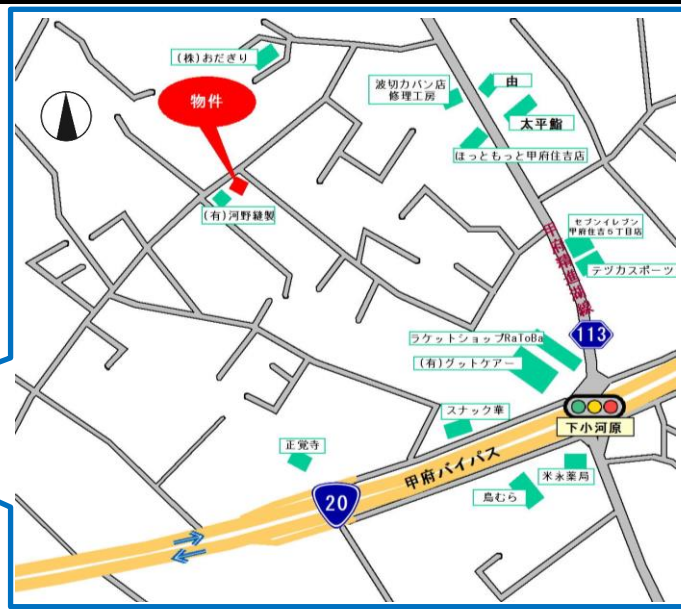 (株)おだぎり
物件
波切カバン店
修理工房
由
太平鮨
ほっともっと甲府住吉店
(有)河野縫製
セブンイレブン
甲府住吉5丁目店
テヅカスポーツ
甲府精進湖線
113
ラケットショップRaToBa
(有)グットケアー
スナック華
下小河原
正覚寺
甲府バイパス
20
米永薬局
鳥むら